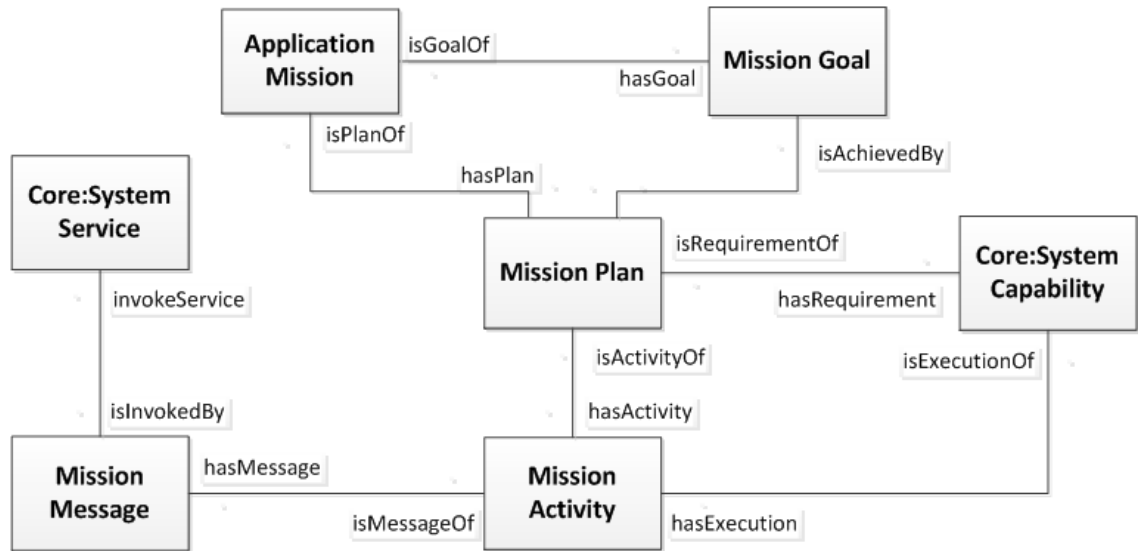 Application
Mission
isGoalOf
hasGoal
Mission Goal
isPlanOf
hasPlan
isAchievedBy
Core:System
Service
invokeService
Mission Plan
isRequirementOf
hasRequirement
Core:System
Capability
isActivityOf
hasActivity
isExecutionOf
isInvokedBy
Mission
Message
hasMessage
isMessageOf
Mission
Activity
hasExecution